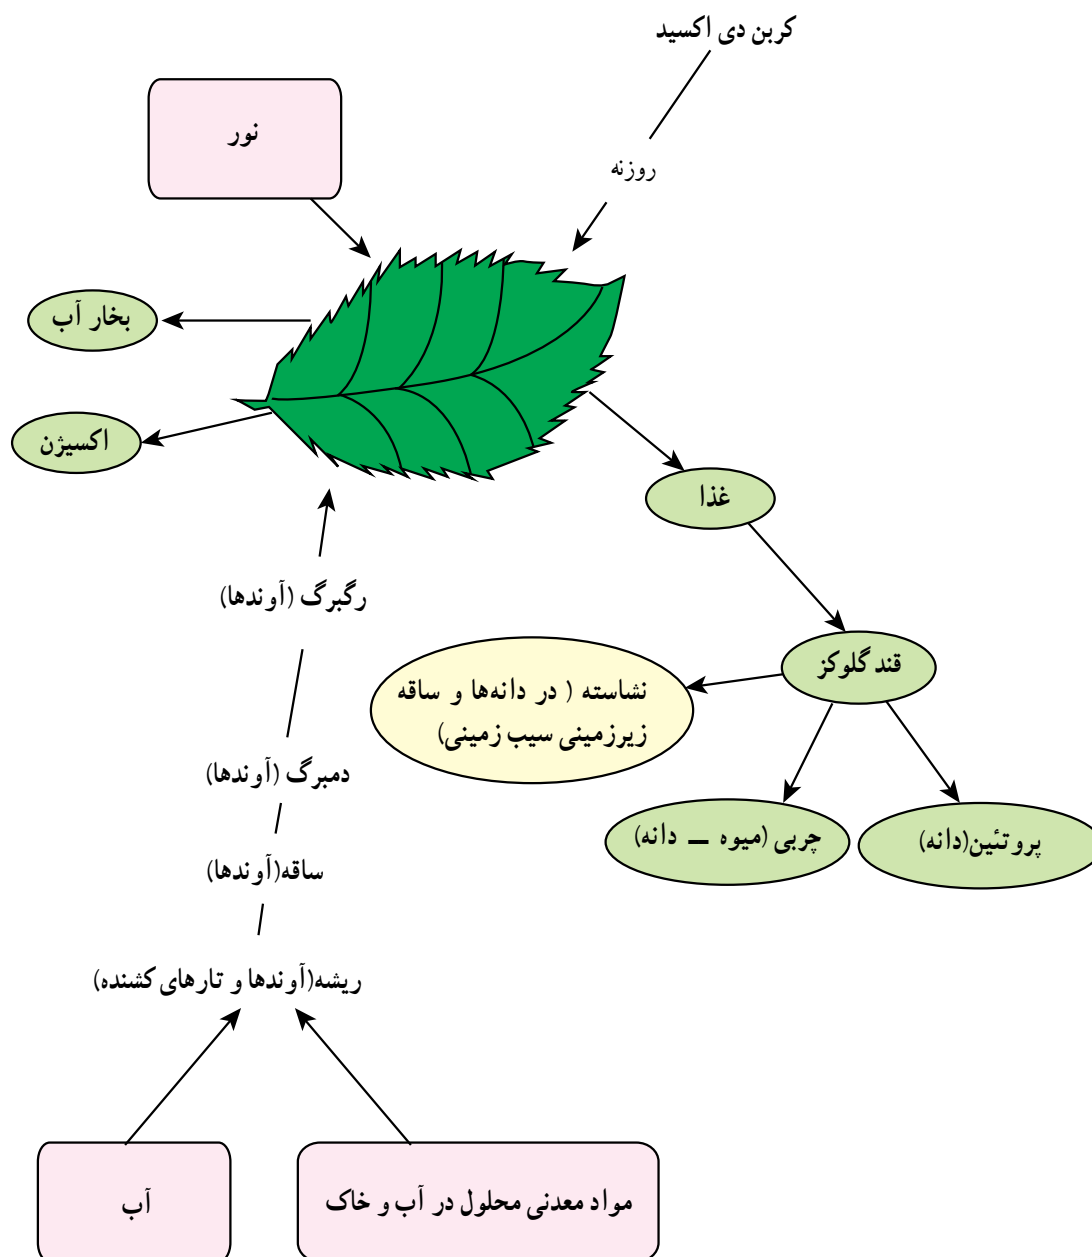 کربن دی اکسید
نور
روزنه
بخار آب
اکسیژن
غذا
رگبرگ (آوندها)
قند گلوکز
نشاسته ( در دانه‌ها و ساقه
زیرزمینی سیب زمینی)
دمبرگ (آوندها)
چربی (میوه – دانه)
پروتئین(دانه)
ساقه(آوندها)
ریشه(آوندها و تارهای کشنده)
مواد معدنی محلول در آب و خاک
آب